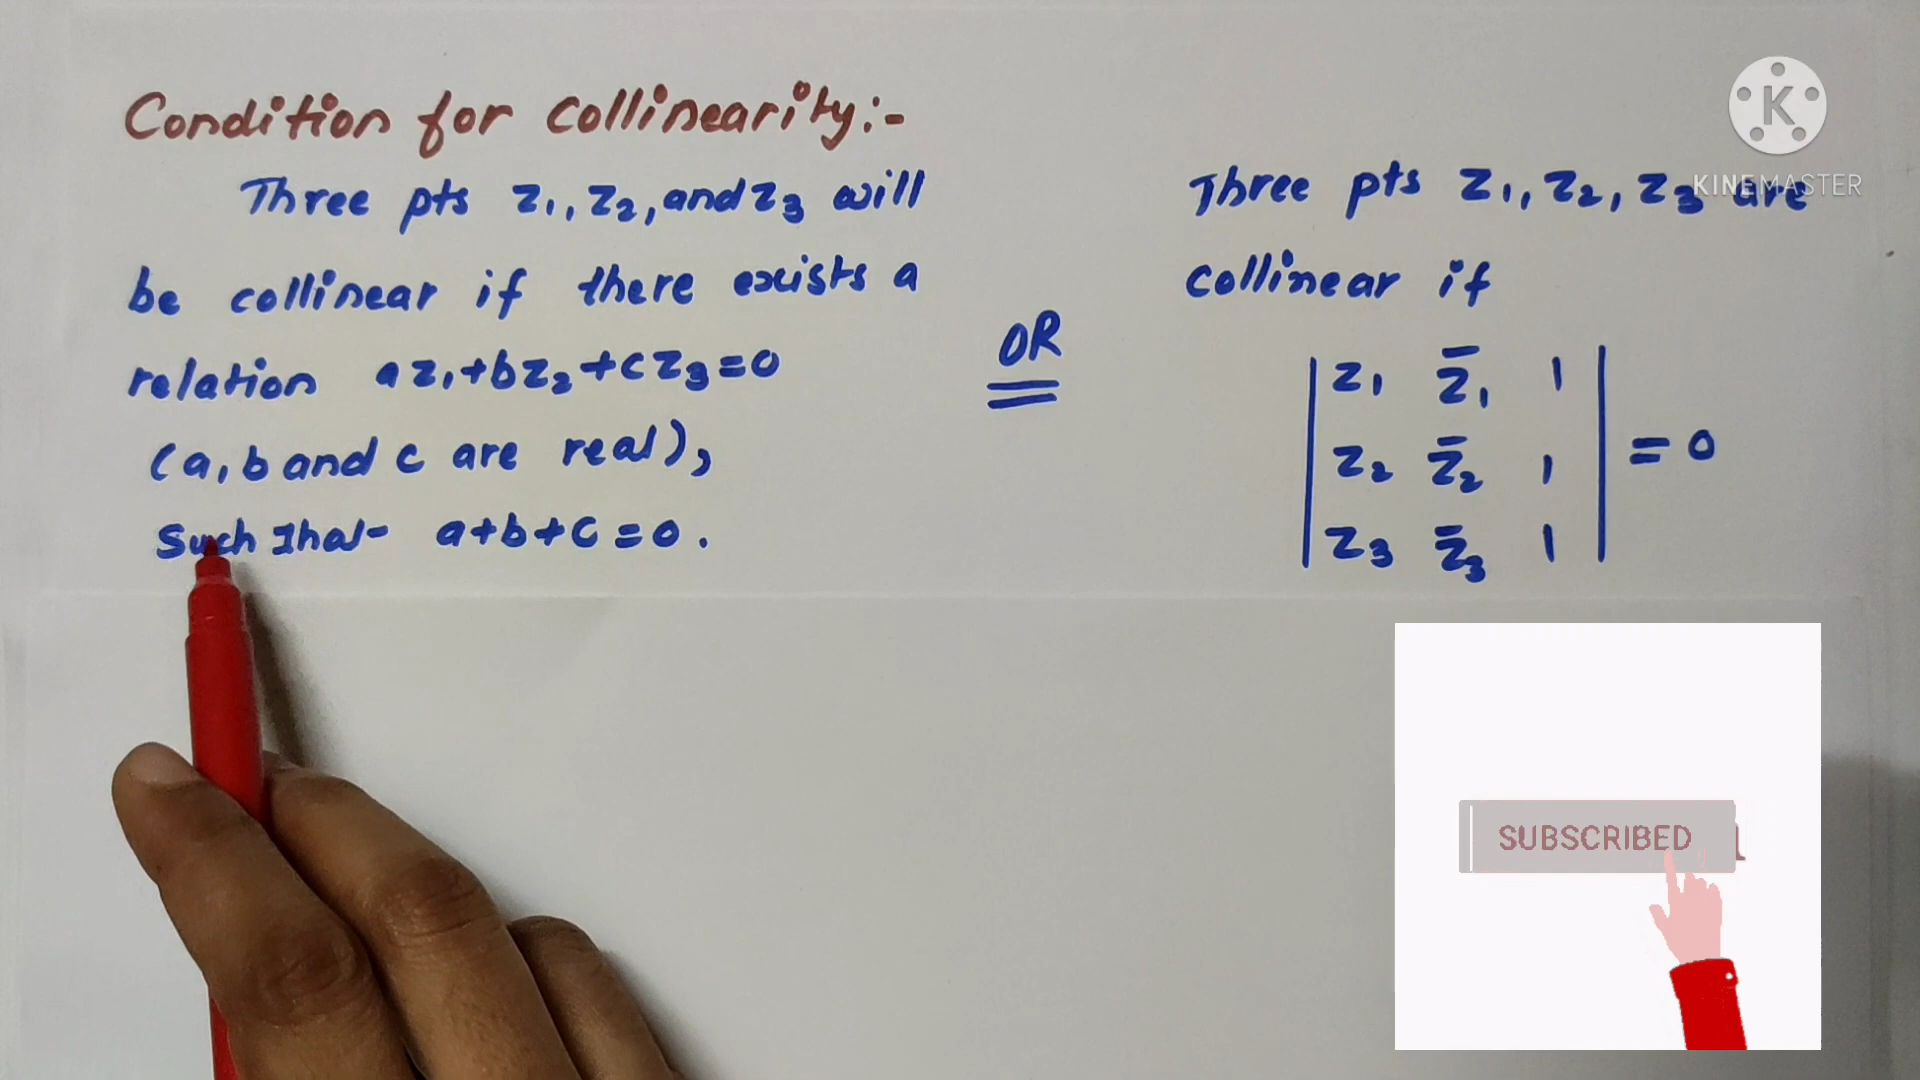 Condition for Collinearity:-
Three pts z₁, z₂, and z₃ will
be collinear if there exists a
relation az₁+bz₂+cz₃=0
(a, b and c are real),
Such that a+b+c=0.
OR
Three pts z₁, z₂, z₃ are
collinear if
| z₁ z̄₁ 1 |
| z₂ z̄₂ 1 | = 0
| z₃ z̄₃ 1 |
K
KINEMASTER
SUBSCRIBED